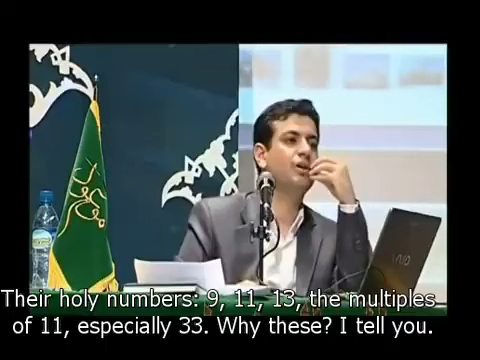 VAIO
Their holy numbers: 9, 11, 13, the multiples
of 11, especially 33. Why these? I tell you.